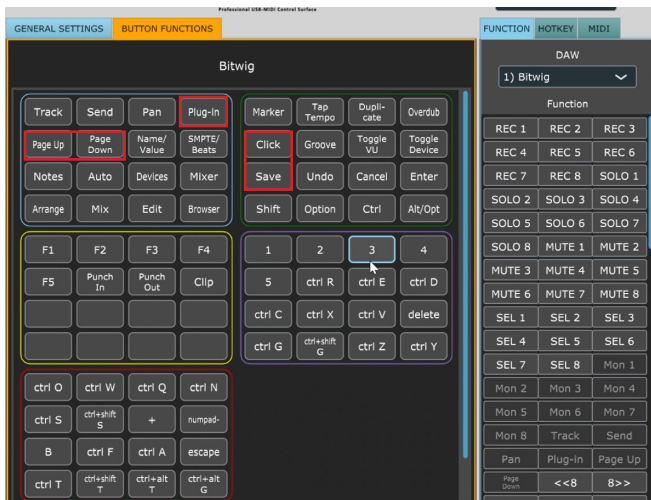 Professional USB-MIDI Control Surface
GENERAL SETTINGS BUTTON FUNCTIONS
Bitwig
Track Send Pan Plug-in
Page Up Page Down Name/Value SMPTE/Beats
Notes Auto Devices Mixer
Arrange Mix Edit Browser
Marker Tap Tempo Dupli-cate Overdub
Click Groove Toggle VU Toggle Device
Save Undo Cancel Enter
Shift Option Ctrl Alt/Opt
F1 F2 F3 F4
F5 Punch In Punch Out Clip
1 2 3 4
5 ctrl R ctrl E ctrl D
ctrl C ctrl X ctrl V delete
ctrl G ctrl+shift G ctrl Z ctrl Y
ctrl O ctrl W ctrl Q ctrl N
ctrl S ctrl+shift S + numpad-
B ctrl F ctrl A escape
ctrl T ctrl+shift T ctrl+alt T ctrl+alt G
FUNCTION HOTKEY MIDI
DAW
1) Bitwig
Function
REC 1 REC 2 REC 3
REC 4 REC 5 REC 6
REC 7 REC 8 SOLO 1
SOLO 2 SOLO 3 SOLO 4
SOLO 5 SOLO 6 SOLO 7
SOLO 8 MUTE 1 MUTE 2
MUTE 3 MUTE 4 MUTE 5
MUTE 6 MUTE 7 MUTE 8
SEL 1 SEL 2 SEL 3
SEL 4 SEL 5 SEL 6
SEL 7 SEL 8 Mon 1
Mon 2 Mon 3 Mon 4
Mon 5 Mon 6 Mon 7
Mon 8 Track Send
Pan Plug-in Page Up
Page Down <<8 8>>